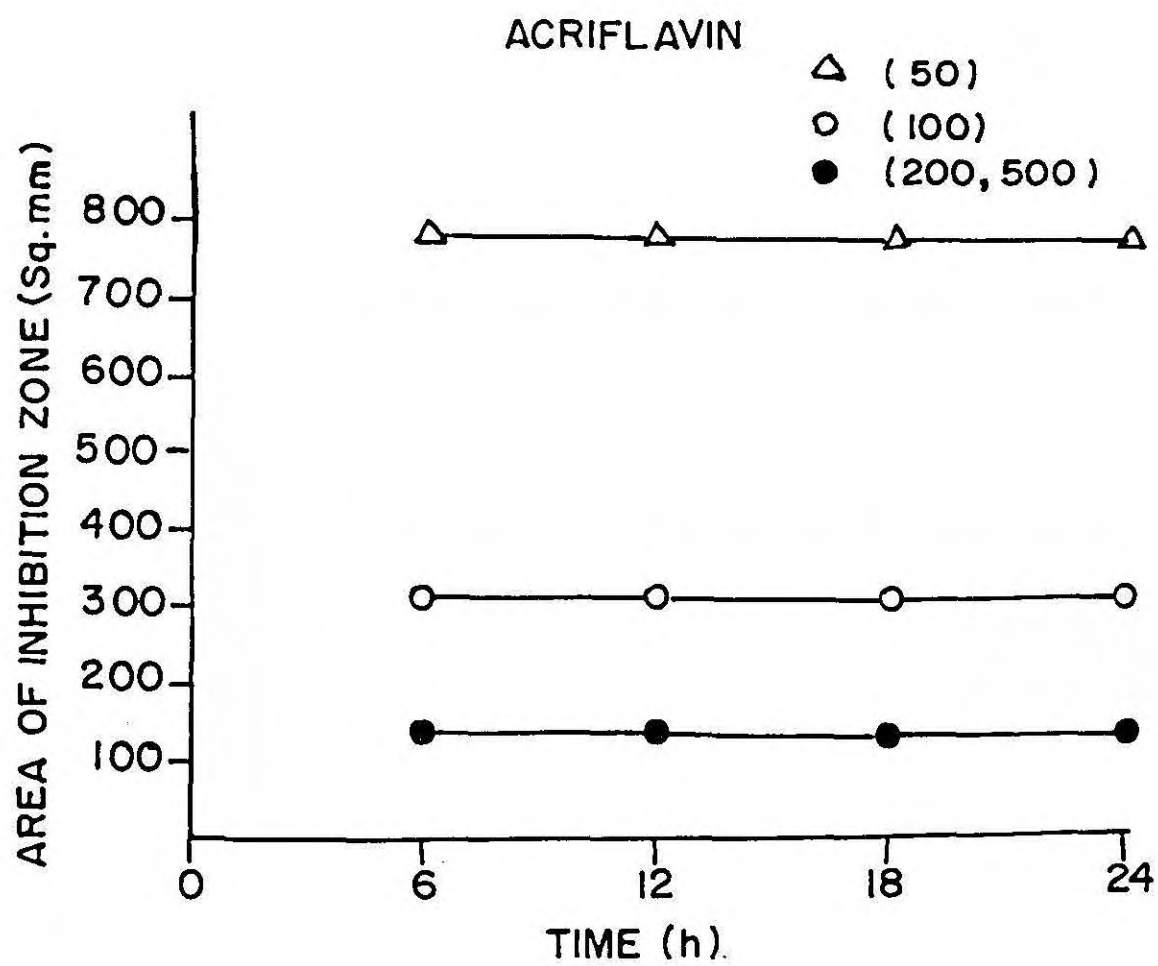 ACRIFLAVIN
△ (50)
○ (100)
● (200, 500)
AREA OF INHIBITION ZONE (Sq.mm)
800
700
600
500
400
300
200
100
0 6 12 18 24
TIME (h).